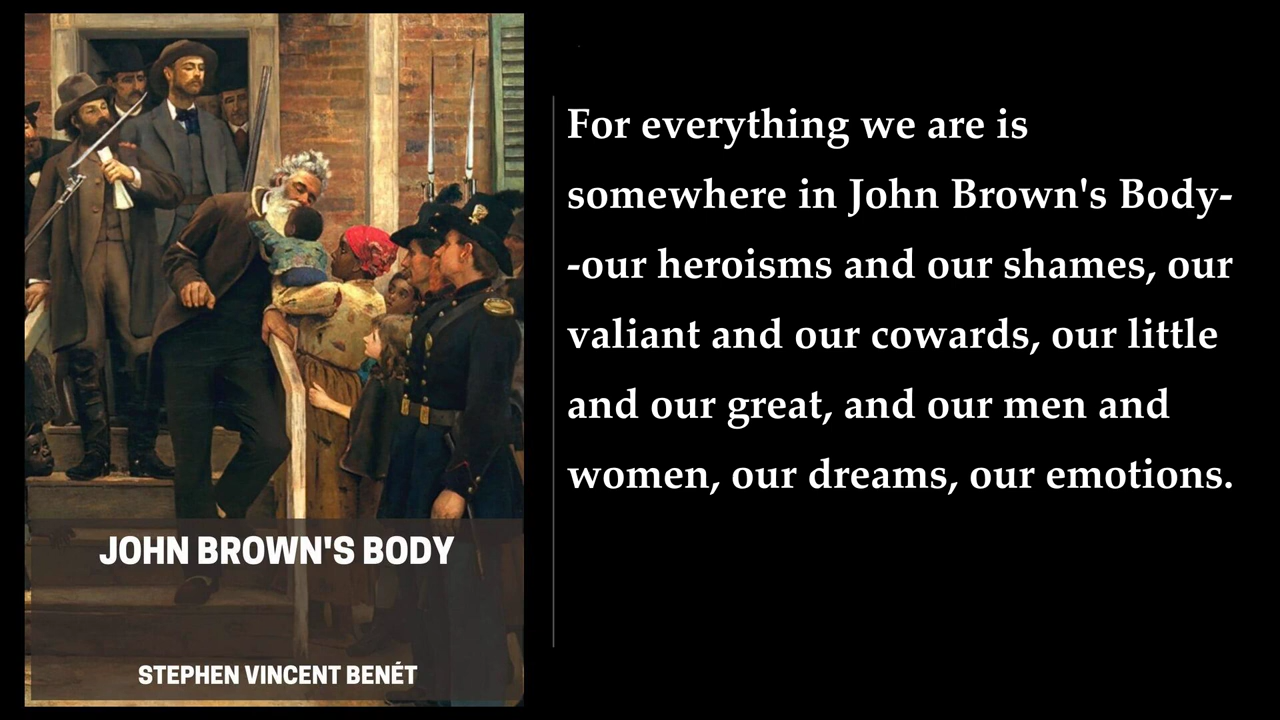 JOHN BROWN'S BODY
STEPHEN VINCENT BENÉT
For everything we are is
somewhere in John Brown's Body-
-our heroisms and our shames, our
valiant and our cowards, our little
and our great, and our men and
women, our dreams, our emotions.